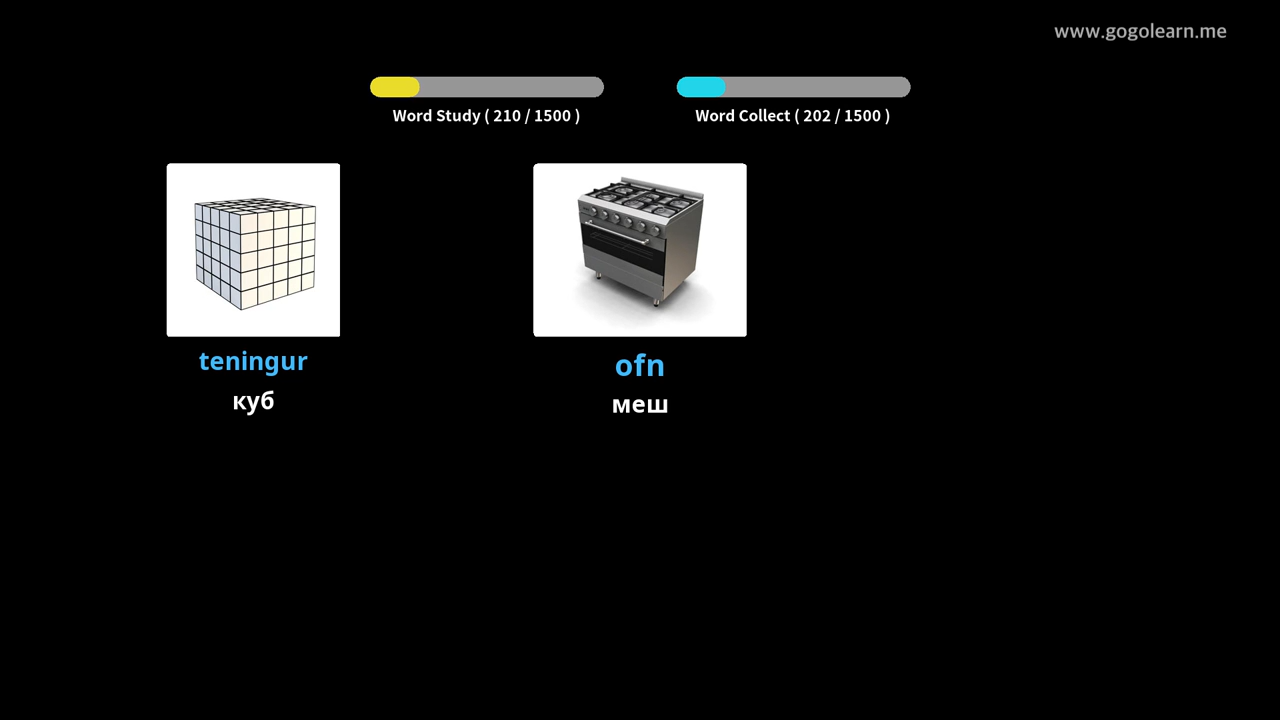 www.gogolearn.me
Word Study ( 210 / 1500 )
Word Collect ( 202 / 1500 )
teningur
куб
ofn
меш